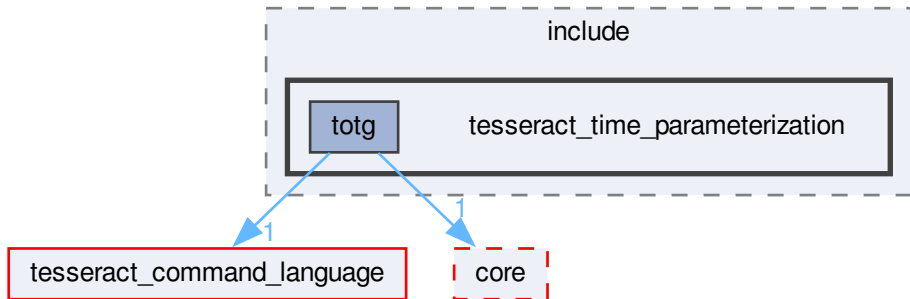 include
totg
tesseract_time_parameterization
1
1
tesseract_command_language
core